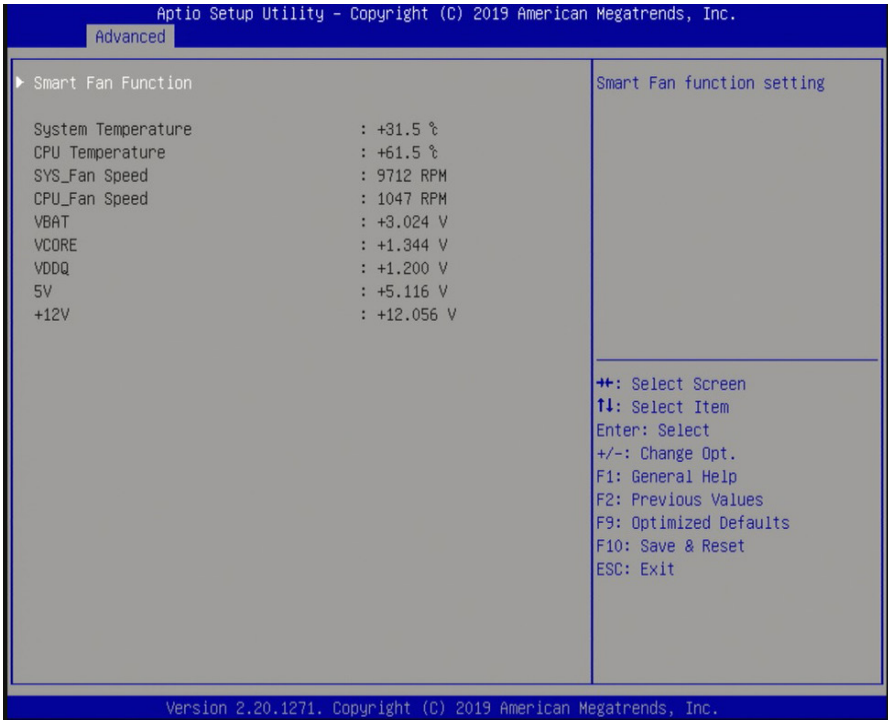 Aptio Setup Utility – Copyright (C) 2019 American Megatrends, Inc.
Advanced
Smart Fan Function
System Temperature : +31.5 ℃
CPU Temperature : +61.5 ℃
SYS_Fan Speed : 9712 RPM
CPU_Fan Speed : 1047 RPM
VBAT : +3.024 V
VCORE : +1.344 V
VDDQ : +1.200 V
5V : +5.116 V
+12V : +12.056 V
Smart Fan function setting
→←: Select Screen
↑↓: Select Item
Enter: Select
+/-: Change Opt.
F1: General Help
F2: Previous Values
F9: Optimized Defaults
F10: Save & Reset
ESC: Exit
Version 2.20.1271. Copyright (C) 2019 American Megatrends, Inc.